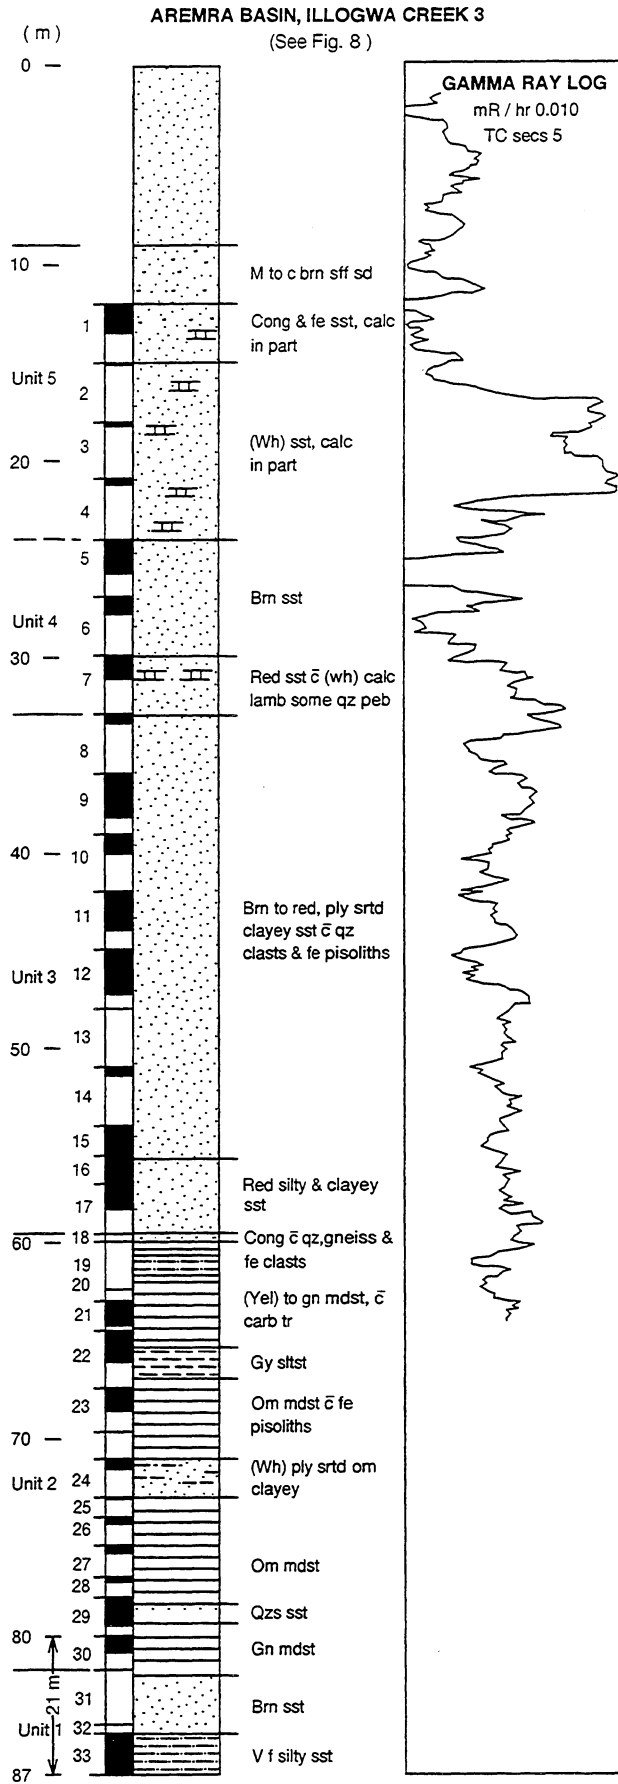 AREMRA BASIN, ILLOGWA CREEK 3
(See Fig. 8 )
( m )
0
GAMMA RAY LOG
mR / hr 0.010
TC secs 5
10
M to c brn sff sd
1
Cong & fe sst, calc
in part
Unit 5
2
3
(Wh) sst, calc
in part
20
4
5
Brn sst
Unit 4
6
30
7
Red sst c̄ (wh) calc
lamb some qz peb
8
9
40
10
11
Brn to red, ply srtd
clayey sst c̄ qz
clasts & fe pisoliths
Unit 3
12
13
50
14
15
16
17
Red silty & clayey
sst
60
18
Cong c̄ qz,gneiss &
fe clasts
19
20
(Yel) to gn mdst, c̄
carb tr
21
22
Gy sltst
23
Om mdst c̄ fe
pisoliths
70
(Wh) ply srtd om
clayey
Unit 2
24
25
26
27
Om mdst
28
29
Qzs sst
80
30
Gn mdst
21 m
31
Brn sst
Unit 1
32
33
V f silty sst
87